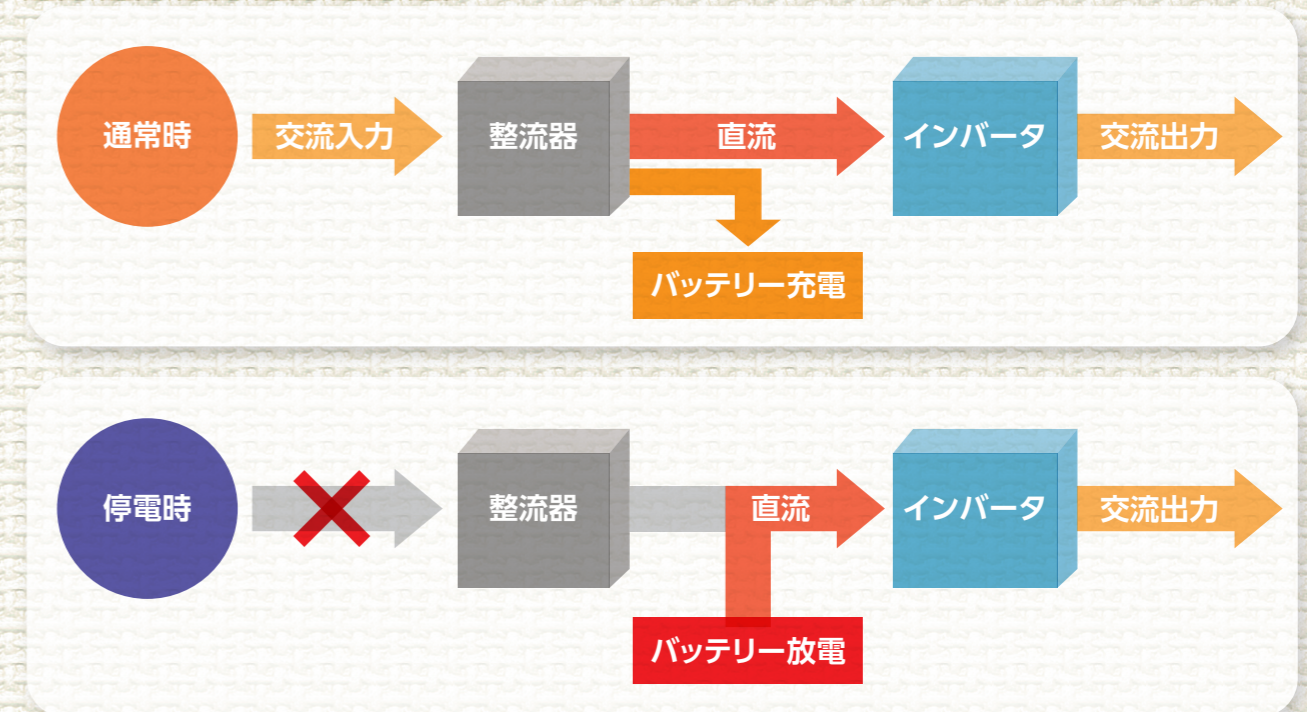 通常時
交流入力
整流器
直流
インバータ
交流出力
バッテリー充電
停電時
整流器
直流
インバータ
交流出力
バッテリー放電